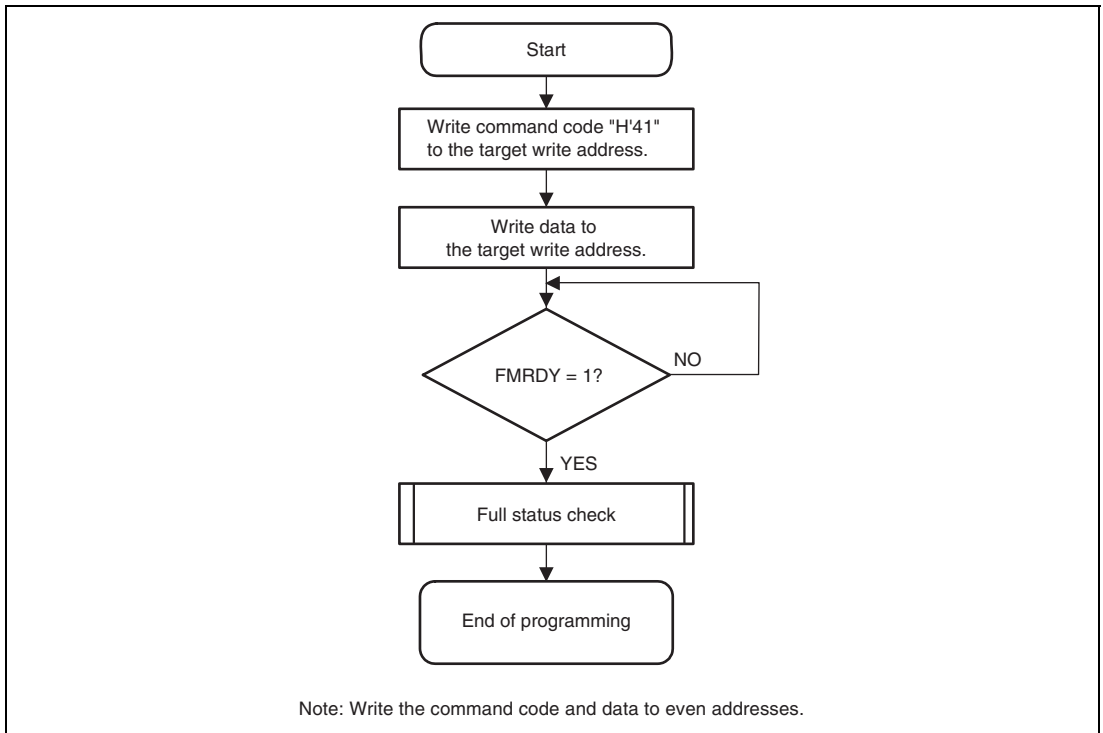 Start
Write command code "H'41"
to the target write address.
Write data to
the target write address.
FMRDY = 1?
NO
YES
Full status check
End of programming
Note: Write the command code and data to even addresses.